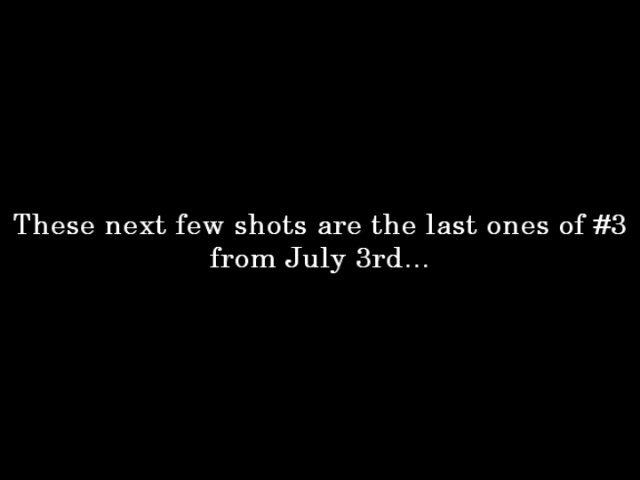 These next few shots are the last ones of #3
from July 3rd...